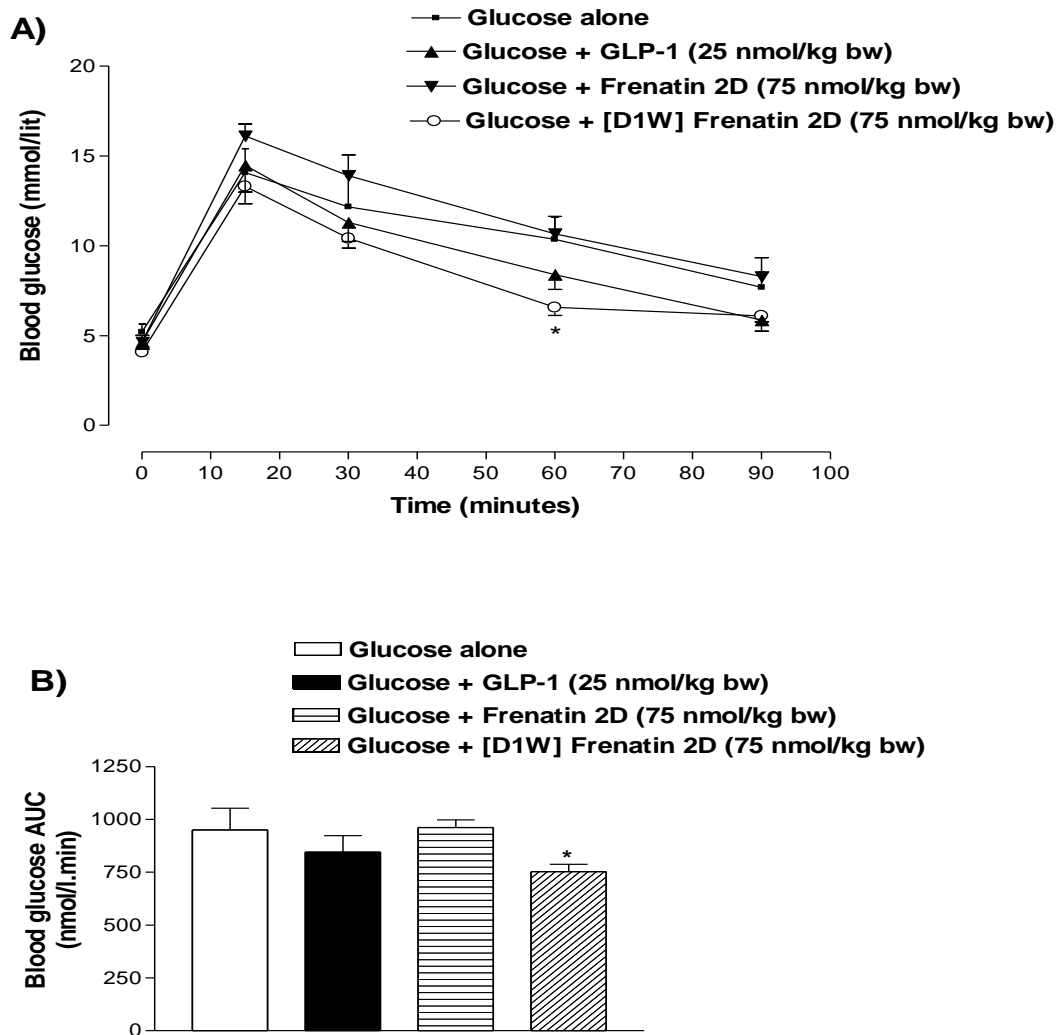 A)
Glucose alone
Glucose + GLP-1 (25 nmol/kg bw)
Glucose + Frenatin 2D (75 nmol/kg bw)
Glucose + [D1W] Frenatin 2D (75 nmol/kg bw)
Blood glucose (mmol/lit)
20
15
10
5
0
*
0 10 20 30 40 50 60 70 80 90 100
Time (minutes)
B)
Glucose alone
Glucose + GLP-1 (25 nmol/kg bw)
Glucose + Frenatin 2D (75 nmol/kg bw)
Glucose + [D1W] Frenatin 2D (75 nmol/kg bw)
Blood glucose AUC
(nmol/l.min)
1250
1000
750
500
250
0
*